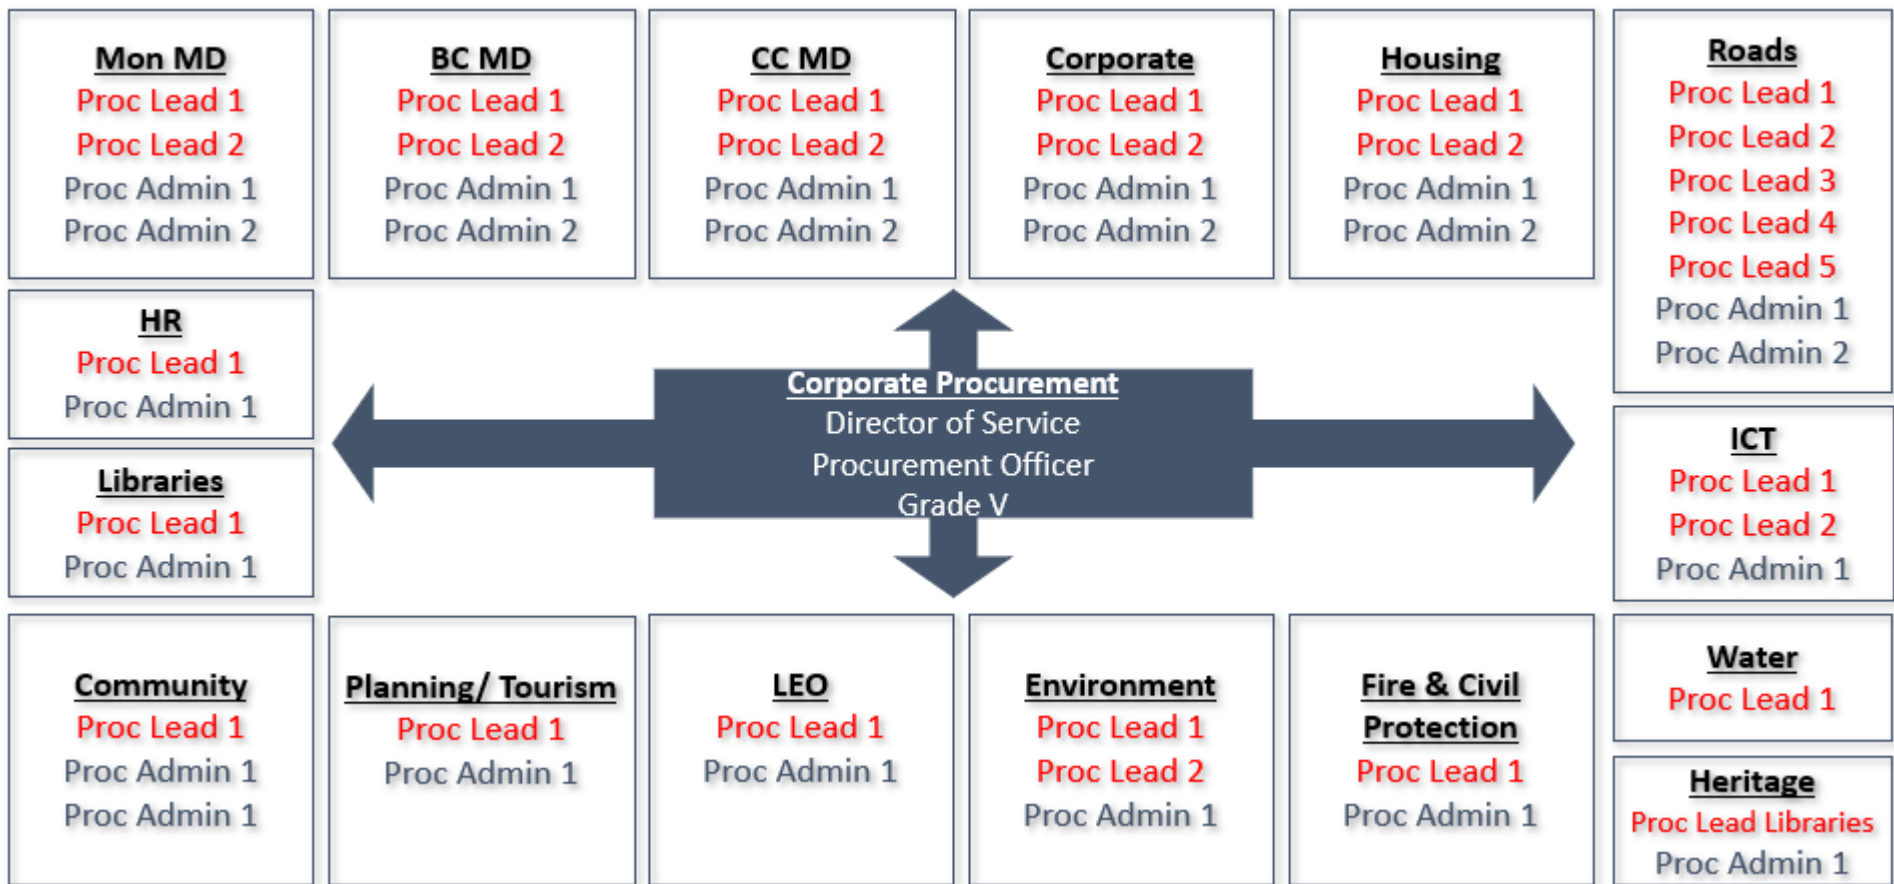 Mon MD
Proc Lead 1
Proc Lead 2
Proc Admin 1
Proc Admin 2
BC MD
Proc Lead 1
Proc Lead 2
Proc Admin 1
Proc Admin 2
CC MD
Proc Lead 1
Proc Lead 2
Proc Admin 1
Proc Admin 2
Corporate
Proc Lead 1
Proc Lead 2
Proc Admin 1
Proc Admin 2
Housing
Proc Lead 1
Proc Lead 2
Proc Admin 1
Proc Admin 2
Roads
Proc Lead 1
Proc Lead 2
Proc Lead 3
Proc Lead 4
Proc Lead 5
Proc Admin 1
Proc Admin 2
HR
Proc Lead 1
Proc Admin 1
Corporate Procurement
Director of Service
Procurement Officer
Grade V
Libraries
Proc Lead 1
Proc Admin 1
ICT
Proc Lead 1
Proc Lead 2
Proc Admin 1
Community
Proc Lead 1
Proc Admin 1
Proc Admin 1
Planning/ Tourism
Proc Lead 1
Proc Admin 1
LEO
Proc Lead 1
Proc Admin 1
Environment
Proc Lead 1
Proc Lead 2
Proc Admin 1
Fire & Civil
Protection
Proc Lead 1
Proc Admin 1
Water
Proc Lead 1
Heritage
Proc Lead Libraries
Proc Admin 1